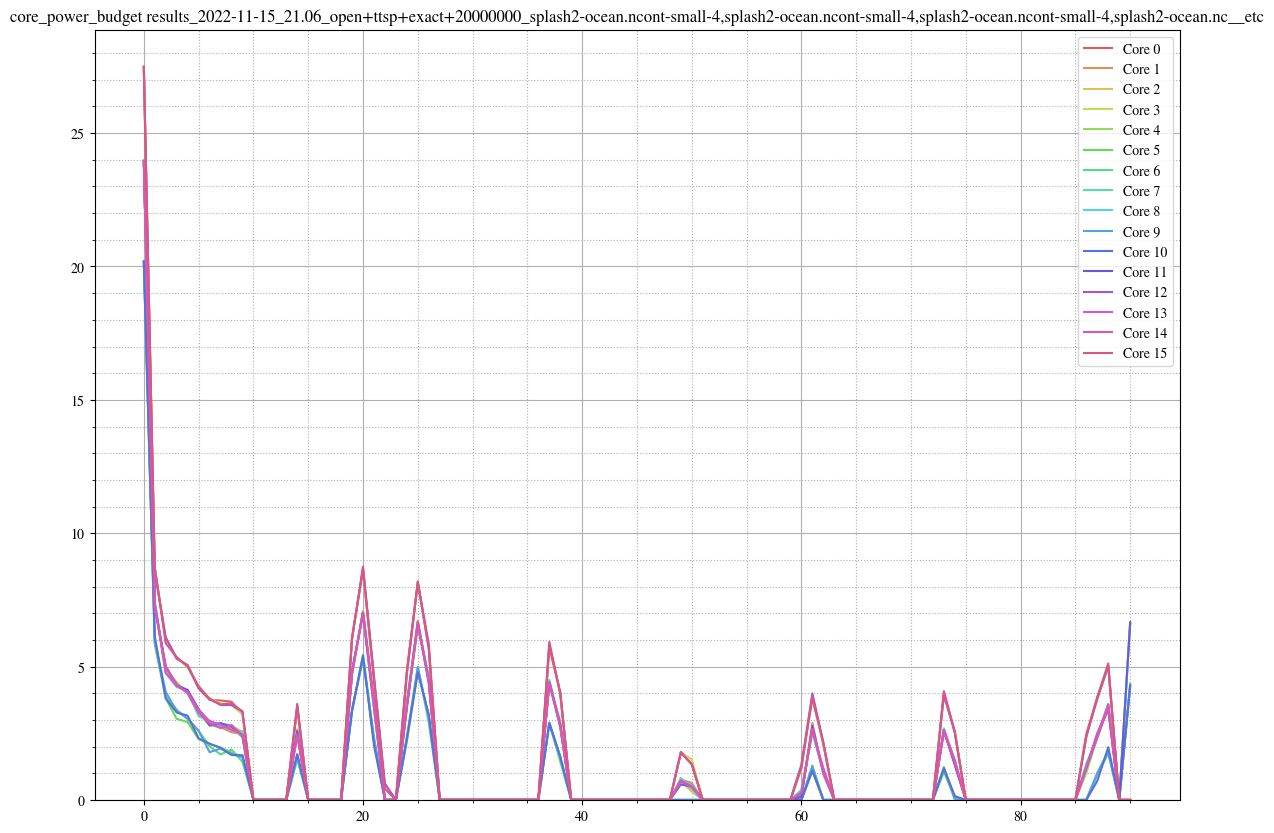 core_power_budget results_2022-11-15_21.06_open+ttsp+exact+20000000_splash2-ocean.ncont-small-4,splash2-ocean.ncont-small-4,splash2-ocean.ncont-small-4,splash2-ocean.nc__etc
Core 0
Core 1
Core 2
Core 3
Core 4
Core 5
Core 6
Core 7
Core 8
Core 9
Core 10
Core 11
Core 12
Core 13
Core 14
Core 15
25
20
15
10
5
0
0 20 40 60 80